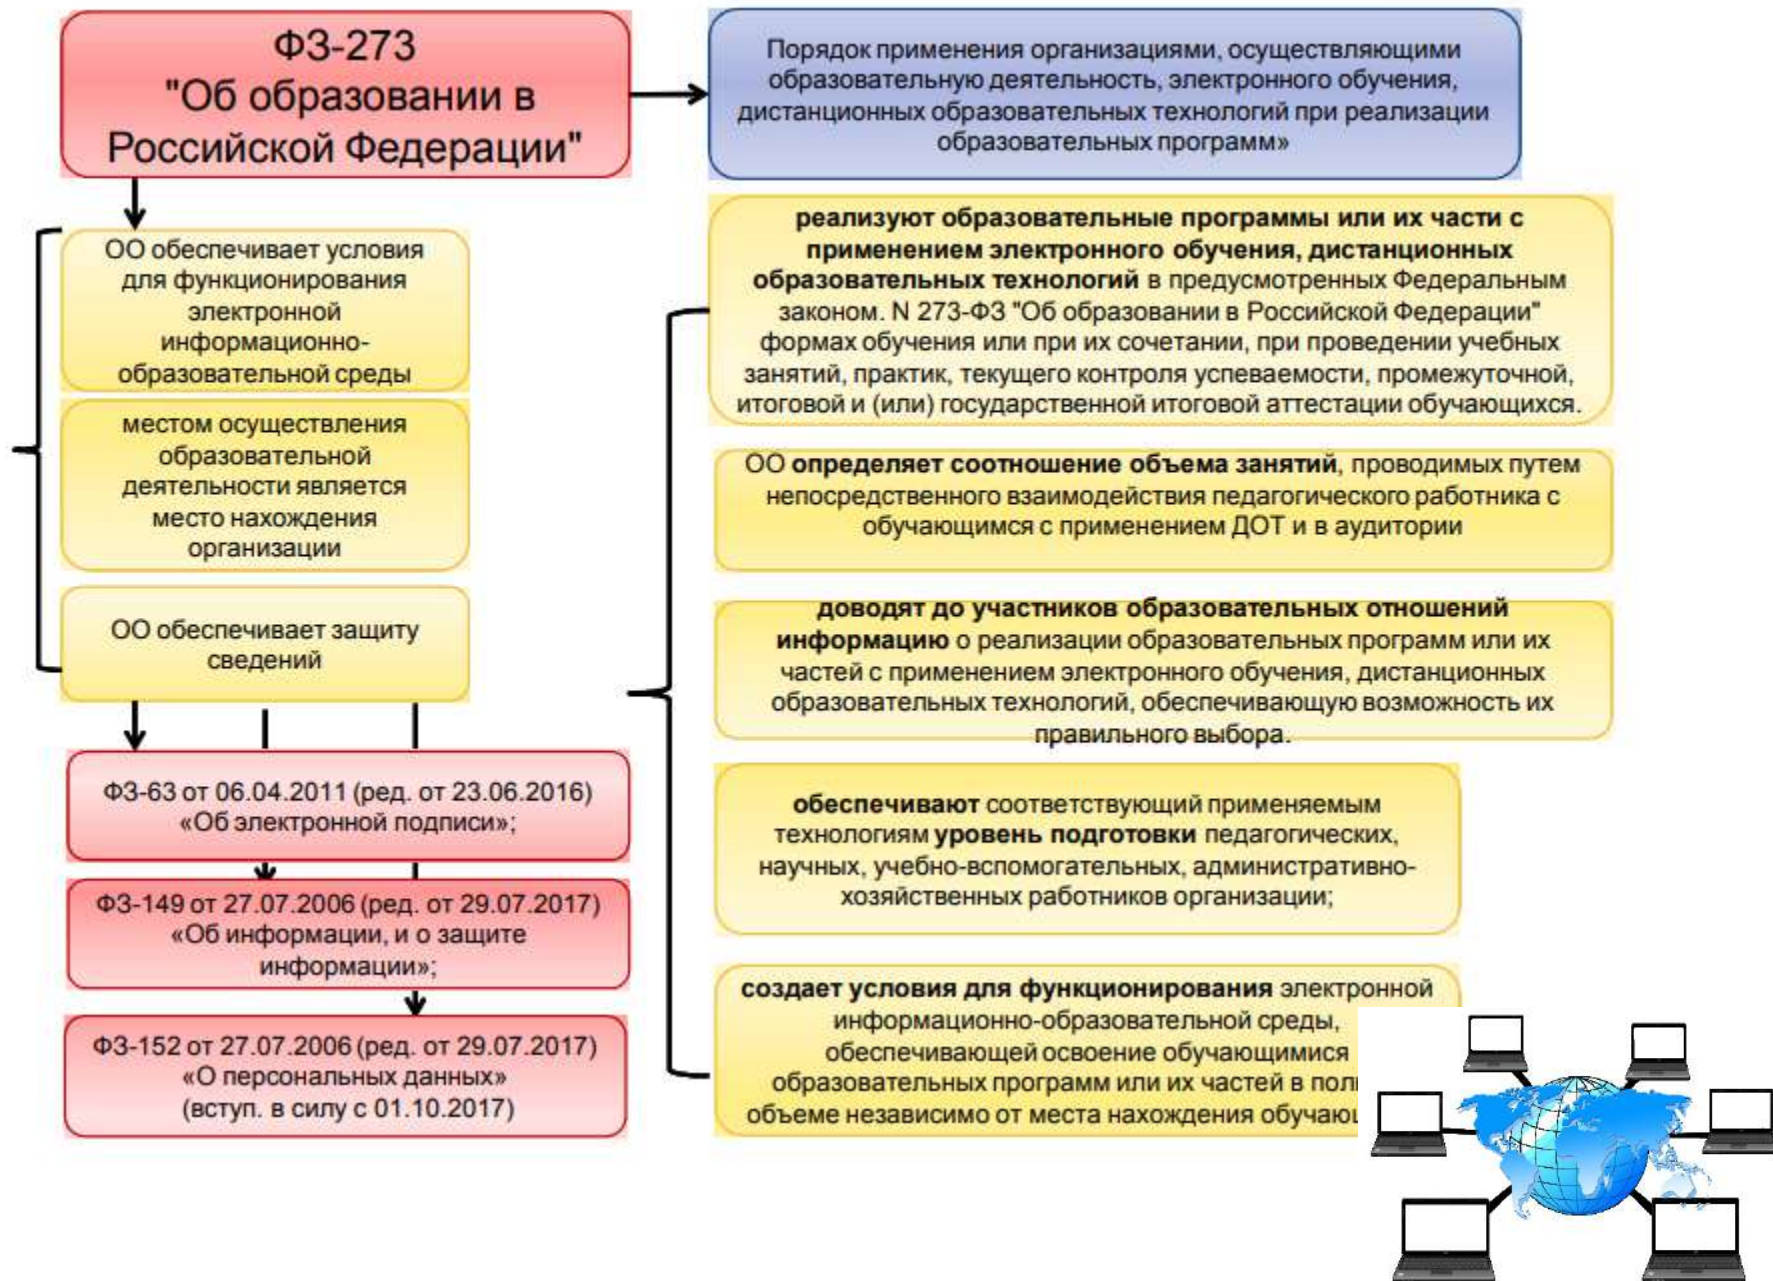 ФЗ-273
"Об образовании в
Российской Федерации"
Порядок применения организациями, осуществляющими
образовательную деятельность, электронного обучения,
дистанционных образовательных технологий при реализации
образовательных программ»
ОО обеспечивает условия
для функционирования
электронной
информационно-
образовательной среды
местом осуществления
образовательной
деятельности является
место нахождения
организации
ОО обеспечивает защиту
сведений
ФЗ-63 от 06.04.2011 (ред. от 23.06.2016)
«Об электронной подписи»;
ФЗ-149 от 27.07.2006 (ред. от 29.07.2017)
«Об информации, и о защите
информации»;
ФЗ-152 от 27.07.2006 (ред. от 29.07.2017)
«О персональных данных»
(вступ. в силу с 01.10.2017)
реализуют образовательные программы или их части с
применением электронного обучения, дистанционных
образовательных технологий в предусмотренных Федеральным
законом. N 273-ФЗ "Об образовании в Российской Федерации"
формах обучения или при их сочетании, при проведении учебных
занятий, практик, текущего контроля успеваемости, промежуточной,
итоговой и (или) государственной итоговой аттестации обучающихся.
ОО определяет соотношение объема занятий, проводимых путем
непосредственного взаимодействия педагогического работника с
обучающимся с применением ДОТ и в аудитории
доводят до участников образовательных отношений
информацию о реализации образовательных программ или их
частей с применением электронного обучения, дистанционных
образовательных технологий, обеспечивающую возможность их
правильного выбора.
обеспечивают соответствующий применяемым
технологиям уровень подготовки педагогических,
научных, учебно-вспомогательных, административно-
хозяйственных работников организации;
создает условия для функционирования электронной
информационно-образовательной среды,
обеспечивающей освоение обучающимися
образовательных программ или их частей в
объеме независимо от места нахождения